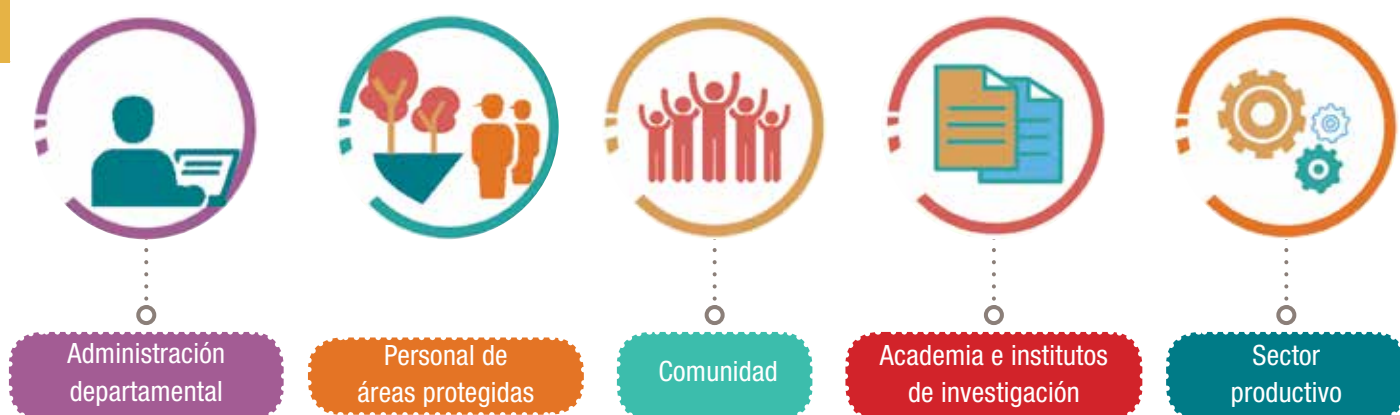 Administración
departamental
Personal de
áreas protegidas
Comunidad
Academia e institutos
de investigación
Sector
productivo